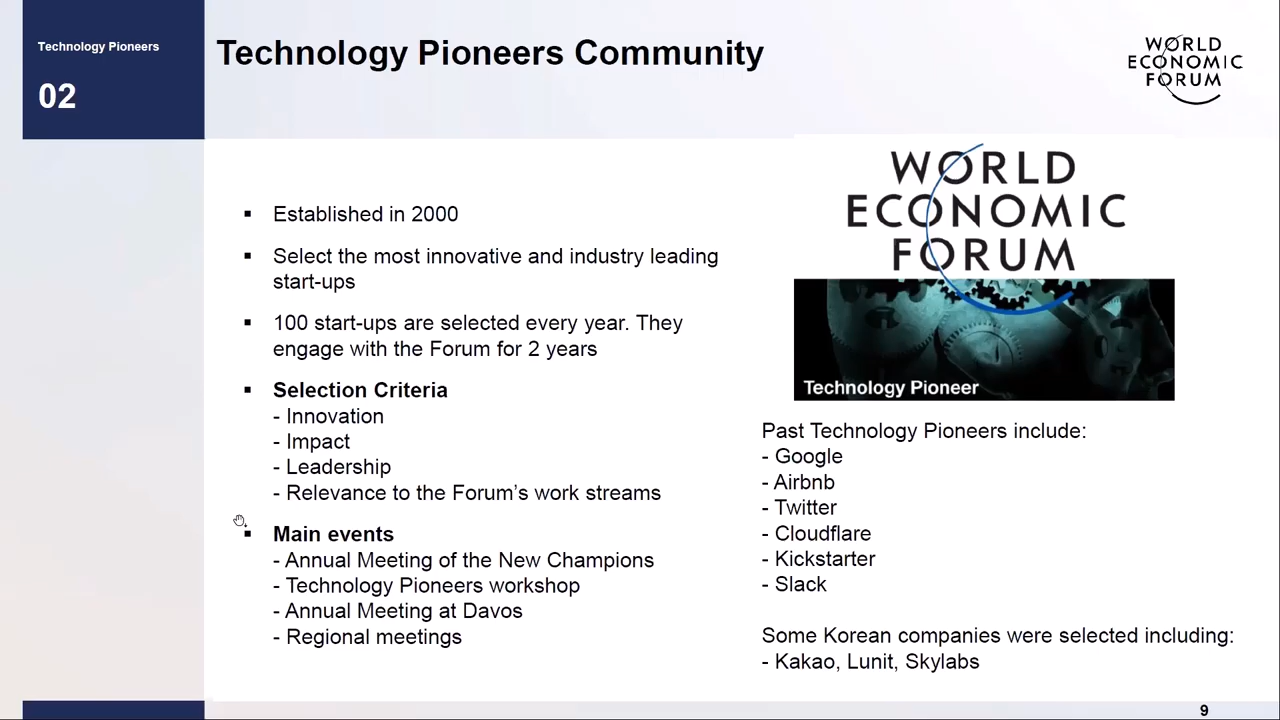 Technology Pioneers
02
Technology Pioneers Community
WORLD
ECONOMIC
FORUM
▪ Established in 2000
▪ Select the most innovative and industry leading
start-ups
▪ 100 start-ups are selected every year. They
engage with the Forum for 2 years
▪ Selection Criteria
- Innovation
- Impact
- Leadership
- Relevance to the Forum’s work streams
▪ Main events
- Annual Meeting of the New Champions
- Technology Pioneers workshop
- Annual Meeting at Davos
- Regional meetings
WORLD
ECONOMIC
FORUM
Technology Pioneer
Past Technology Pioneers include:
- Google
- Airbnb
- Twitter
- Cloudflare
- Kickstarter
- Slack
Some Korean companies were selected including:
- Kakao, Lunit, Skylabs
9